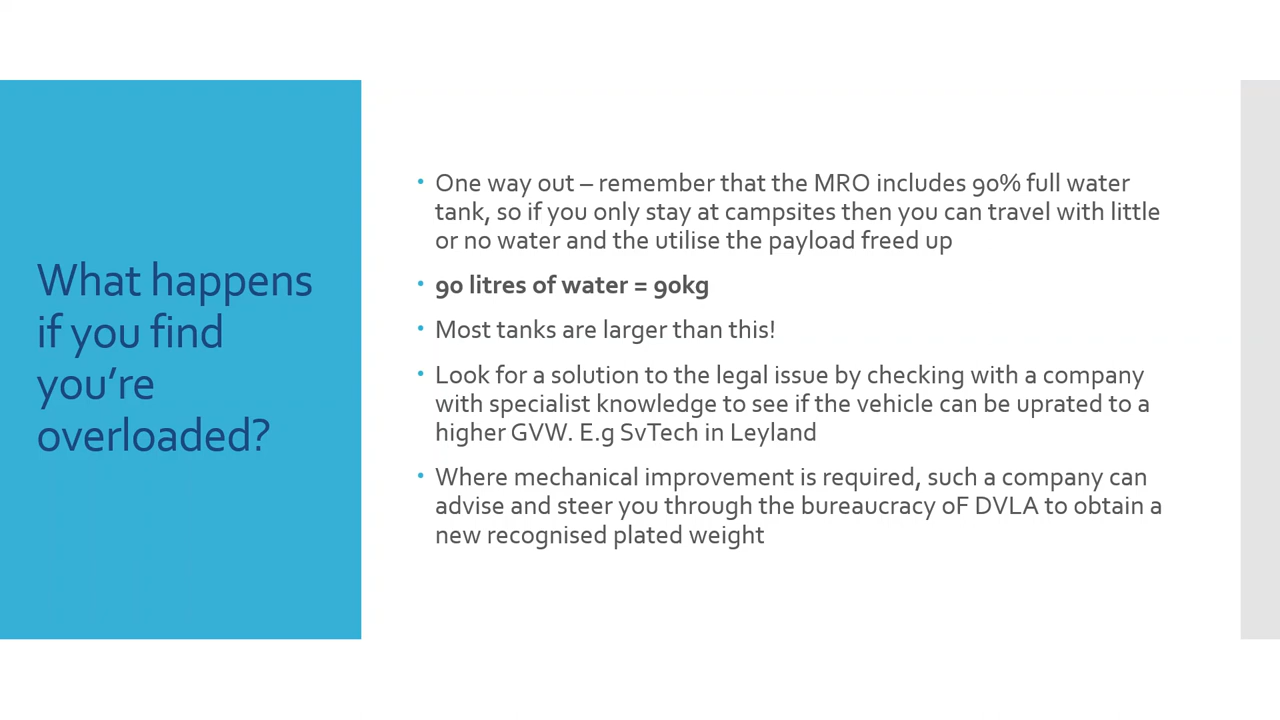 What happens
if you find
you’re
overloaded?
• One way out – remember that the MRO includes 90% full water
tank, so if you only stay at campsites then you can travel with little
or no water and the utilise the payload freed up
• 90 litres of water = 90kg
• Most tanks are larger than this!
• Look for a solution to the legal issue by checking with a company
with specialist knowledge to see if the vehicle can be uprated to a
higher GVW. E.g SvTech in Leyland
• Where mechanical improvement is required, such a company can
advise and steer you through the bureaucracy oF DVLA to obtain a
new recognised plated weight